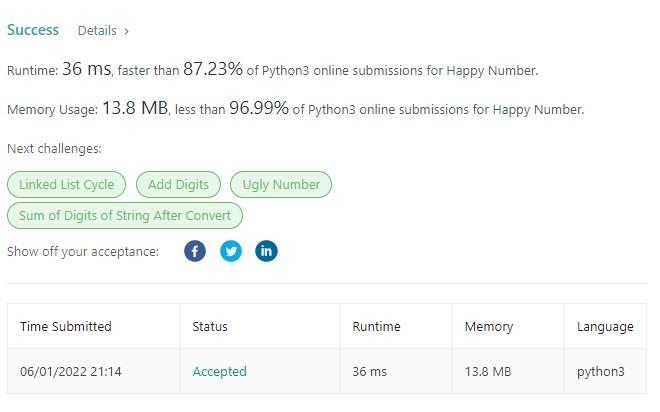 Success Details ›
Runtime: 36 ms, faster than 87.23% of Python3 online submissions for Happy Number.
Memory Usage: 13.8 MB, less than 96.99% of Python3 online submissions for Happy Number.
Next challenges:
Linked List Cycle Add Digits Ugly Number
Sum of Digits of String After Convert
Show off your acceptance: f in
Time Submitted Status Runtime Memory Language
06/01/2022 21:14 Accepted 36 ms 13.8 MB python3